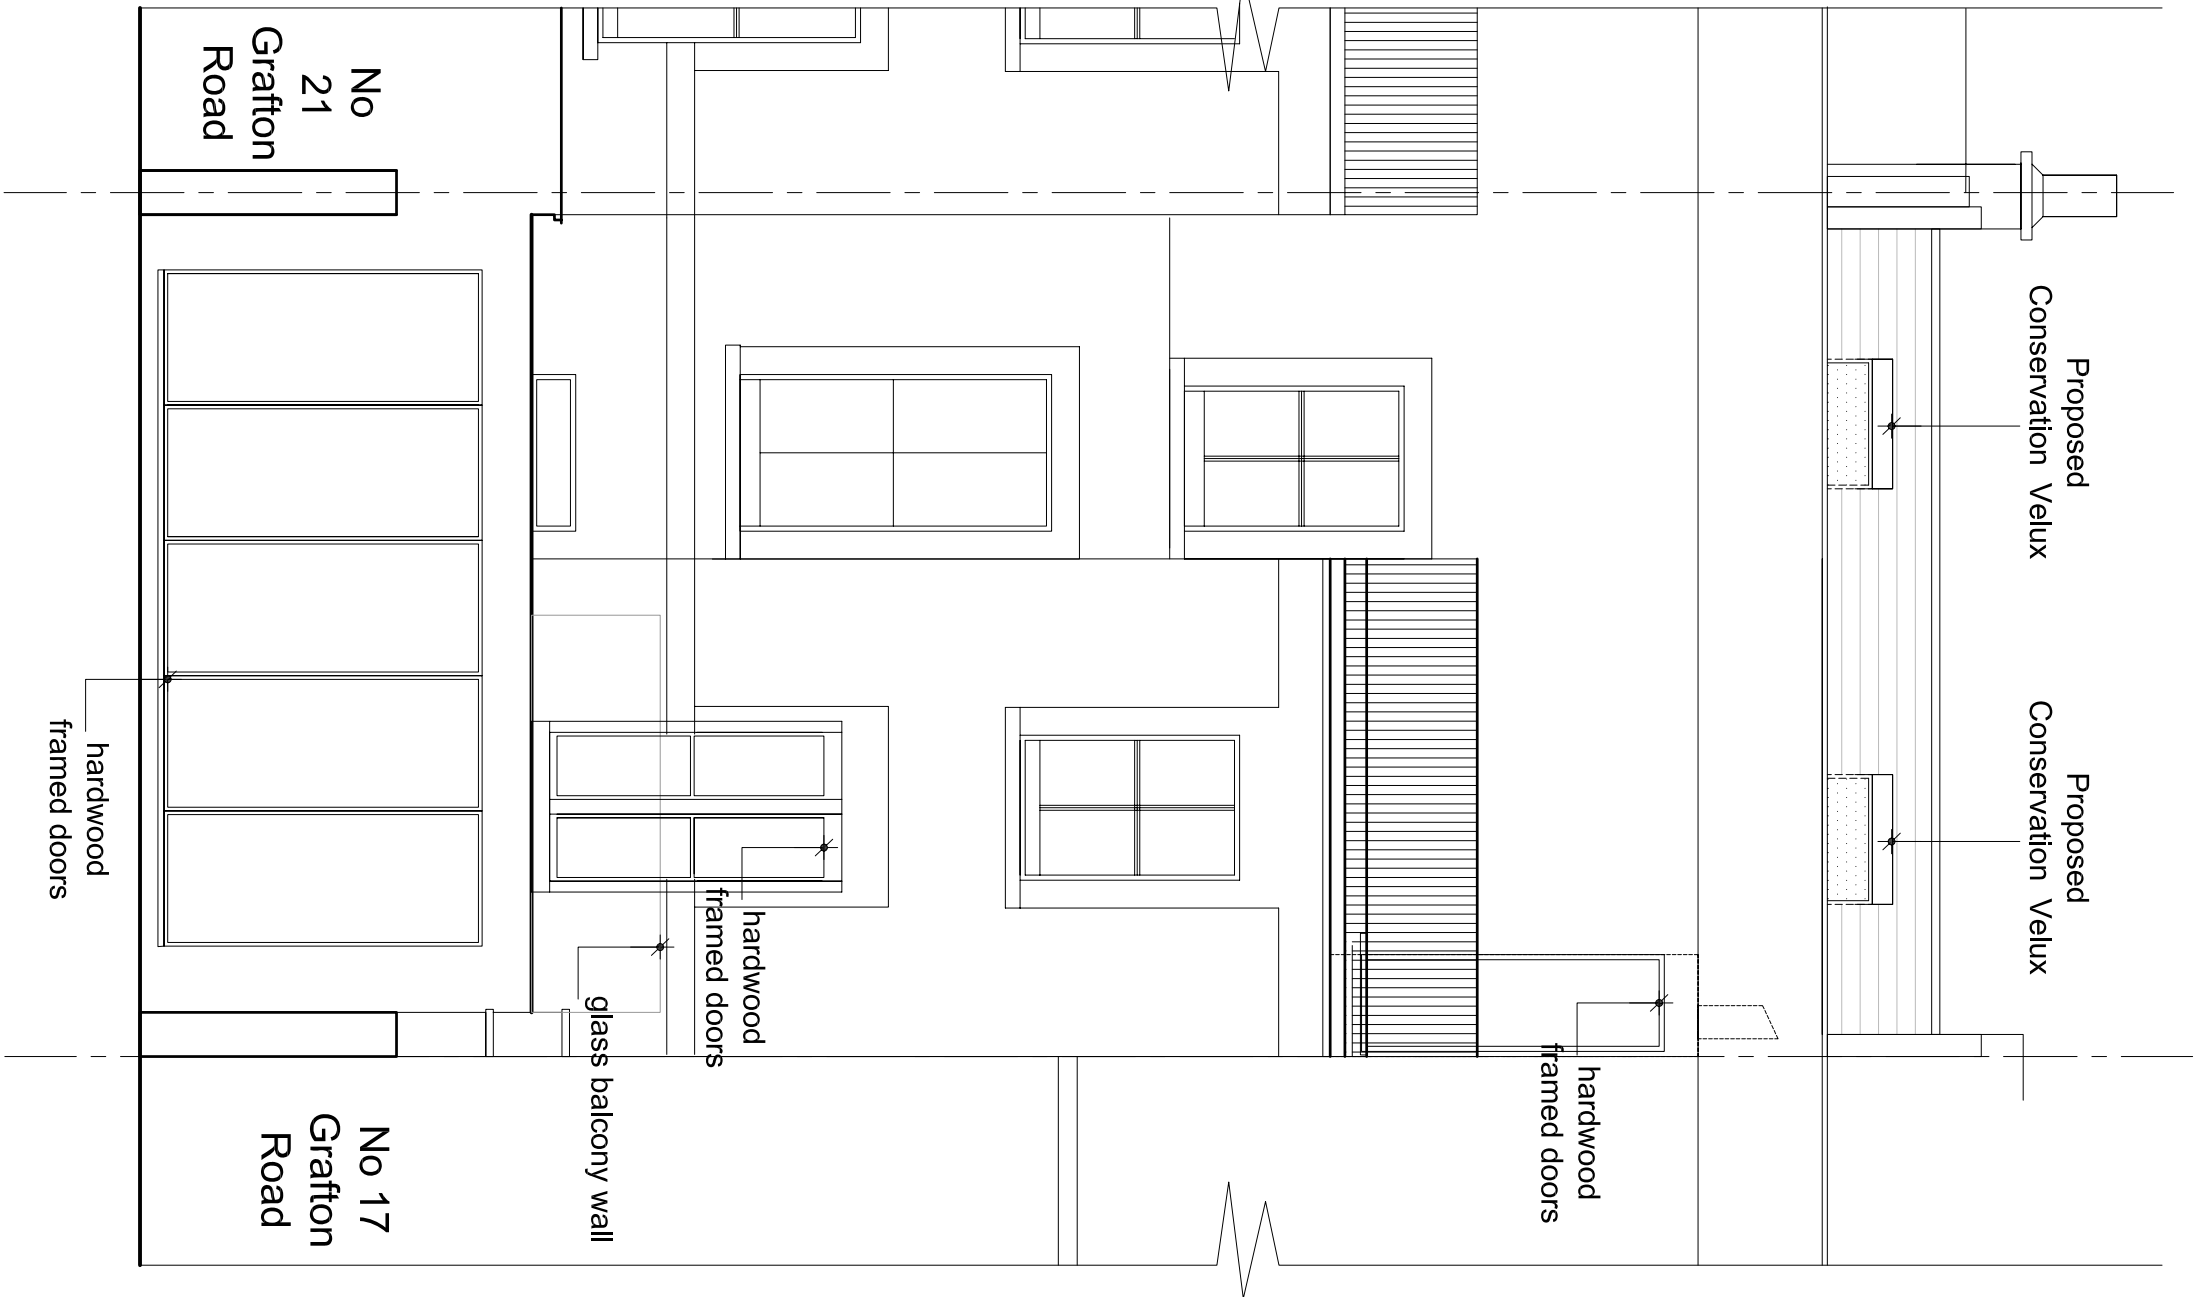 Proposed
Conservation Velux
Proposed
Conservation Velux
hardwood
framed doors
hardwood
framed doors
glass balcony wall
No
21
Grafton
Road
No 17
Grafton
Road
hardwood
framed doors